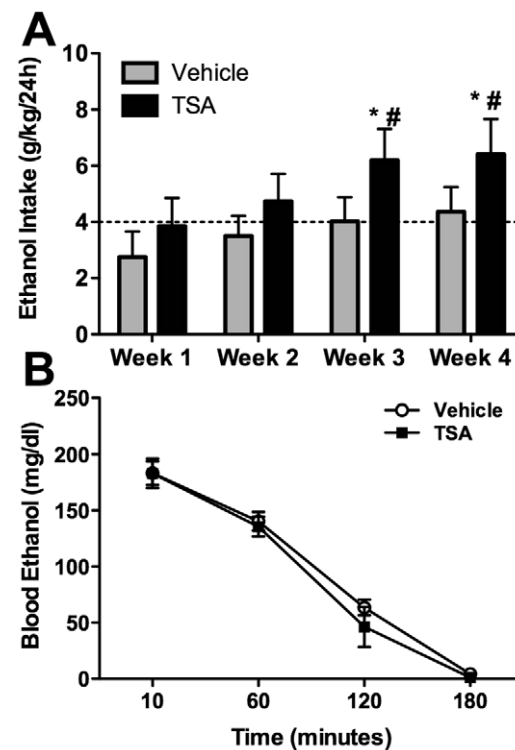 A
Ethanol Intake (g/kg/24h)
10
8
6
4
2
0
Vehicle
TSA
* #
* #
Week 1 Week 2 Week 3 Week 4
B
Blood Ethanol (mg/dl)
250
200
150
100
50
0
Vehicle
TSA
10 60 120 180
Time (minutes)